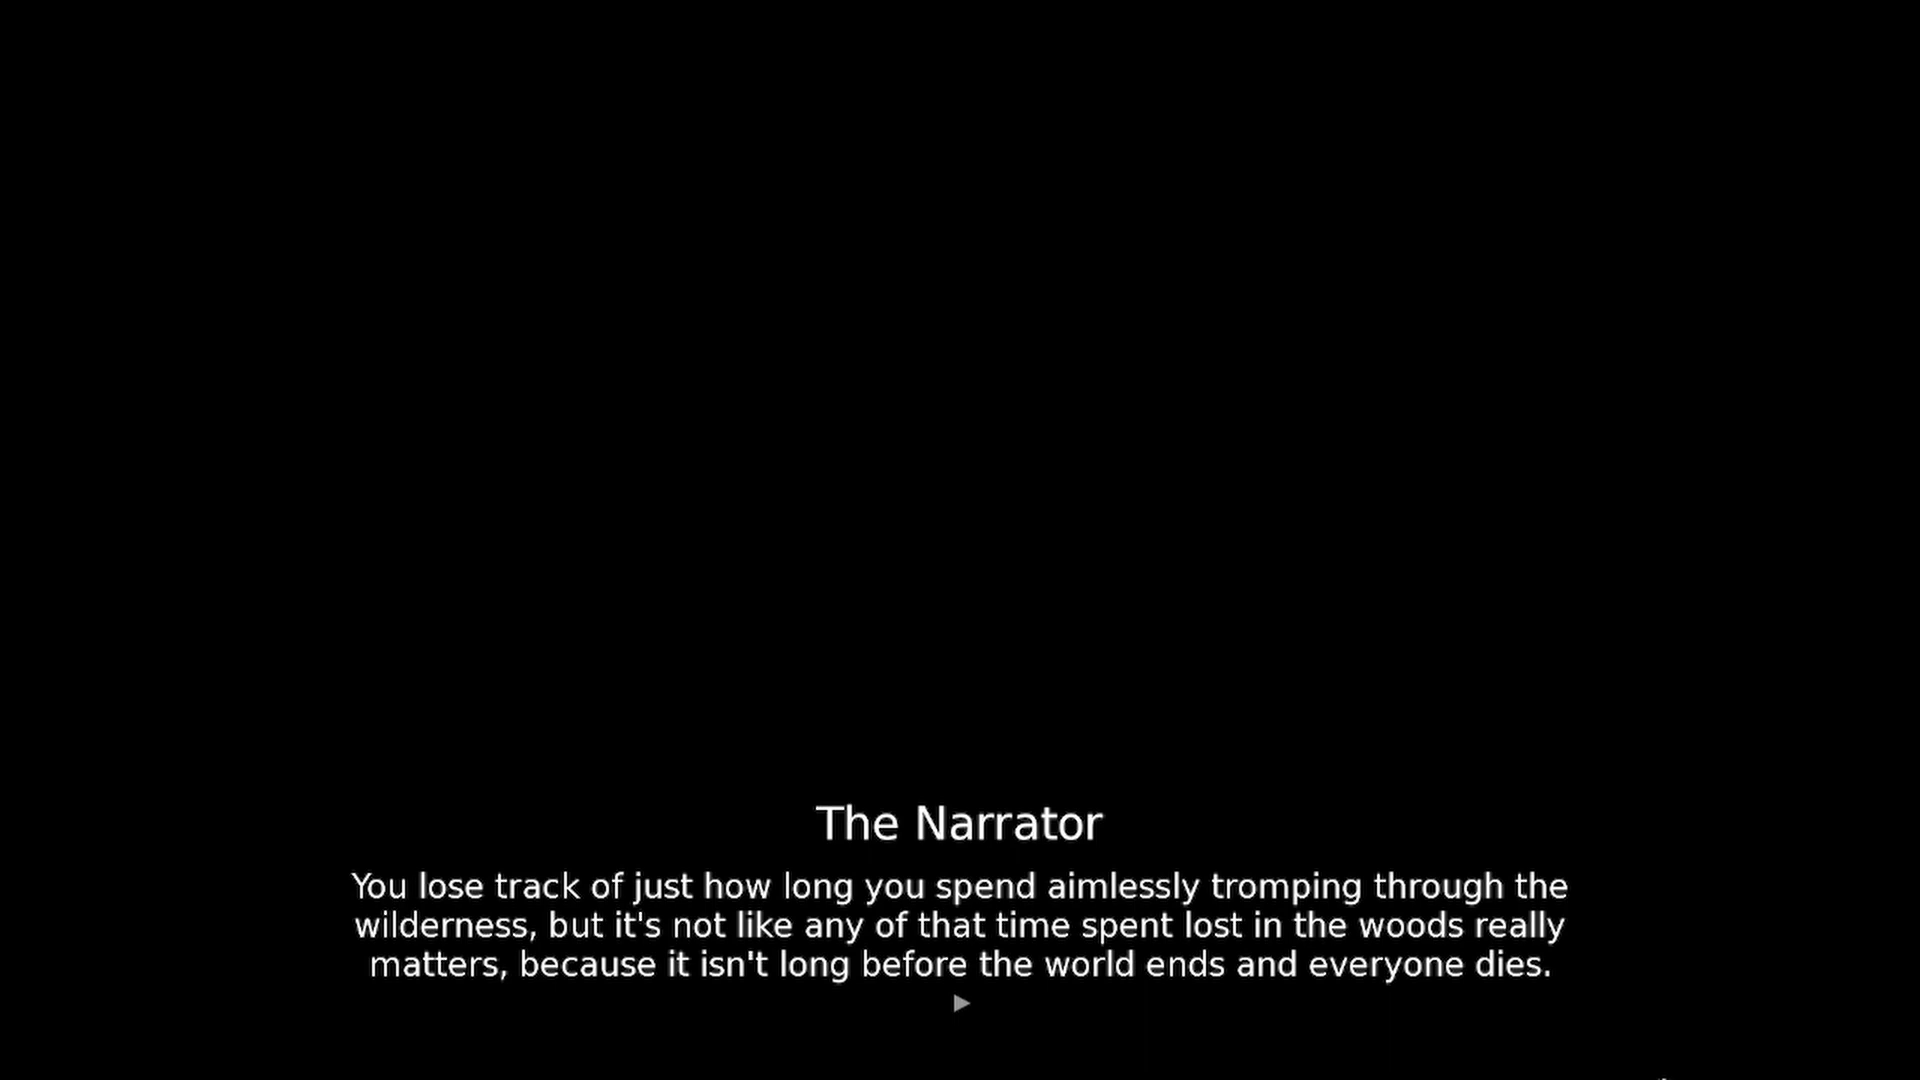 The Narrator
You lose track of just how long you spend aimlessly tromping through the
wilderness, but it's not like any of that time spent lost in the woods really
matters, because it isn't long before the world ends and everyone dies.